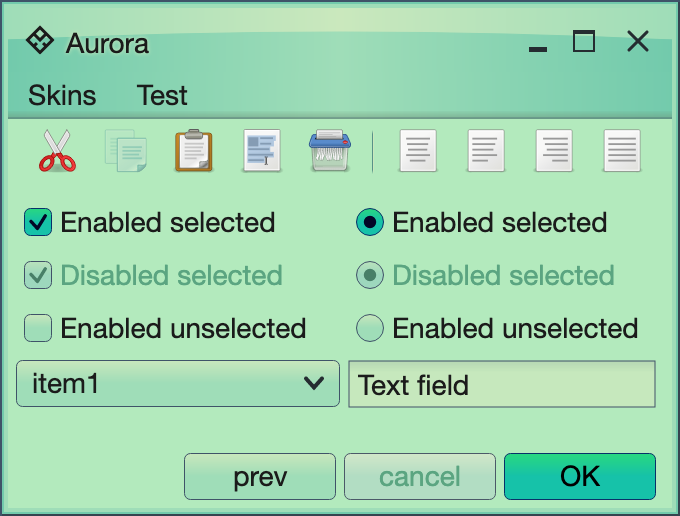 Aurora
Skins Test
Enabled selected Enabled selected
Disabled selected Disabled selected
Enabled unselected Enabled unselected
item1 Text field
prev cancel OK